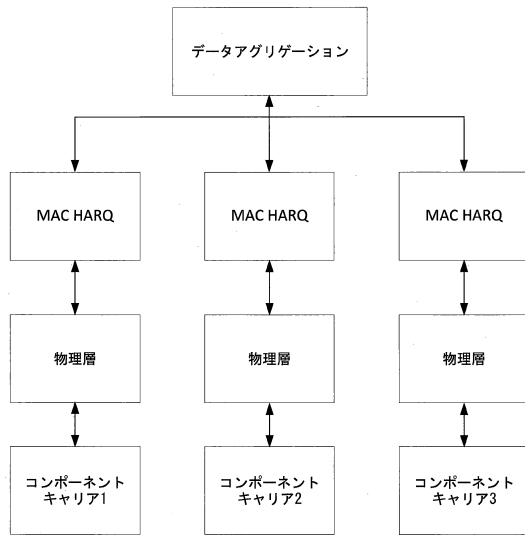 データアグリゲーション
MAC HARQ
MAC HARQ
MAC HARQ
物理層
物理層
物理層
コンポーネント
キャリア1
コンポーネント
キャリア2
コンポーネント
キャリア3